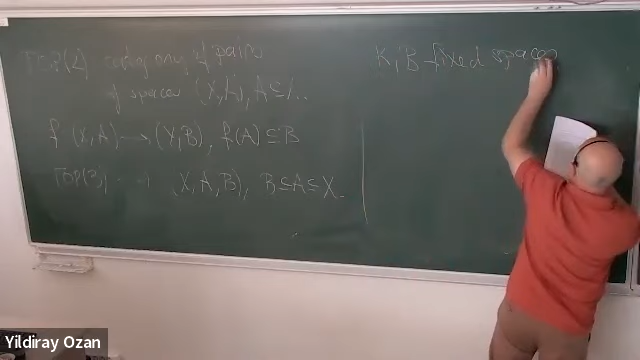 TOP(2) category of pairs
of spaces (X,A), A⊆X.
f (X,A) → (Y,B), f(A)⊆B
TOP(3) (X,A,B), B⊆A⊆X.
K,B fixed spaces
Yildiray Ozan